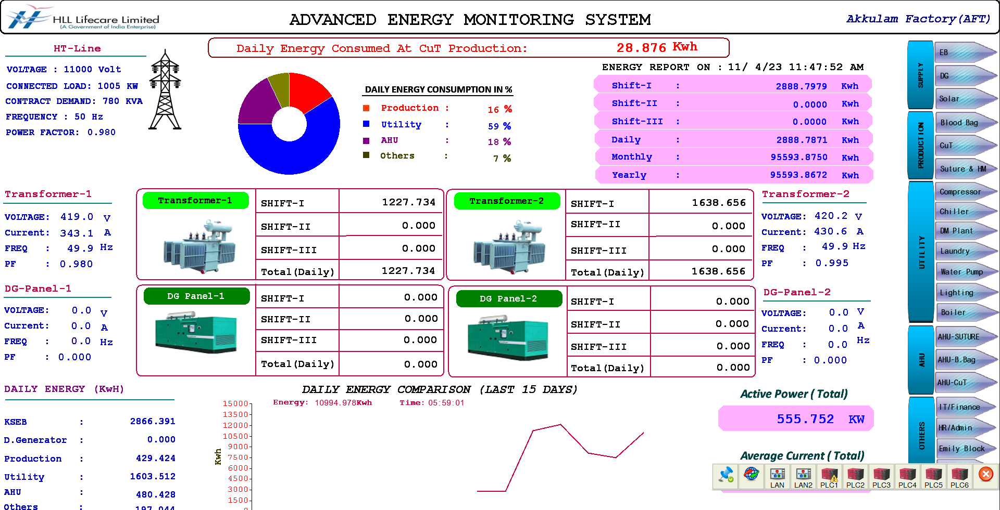 HLL Lifecare Limited
(A Government of India Enterprise)
ADVANCED ENERGY MONITORING SYSTEM
Akkulam Factory(AFT)
HT-Line
VOLTAGE : 11000 Volt
CONNECTED LOAD: 1005 KW
CONTRACT DEMAND: 780 KVA
FREQUENCY : 50 Hz
POWER FACTOR: 0.980
Daily Energy Consumed At CuT Production: 28.876 Kwh
DAILY ENERGY CONSUMPTION IN %
Production : 16 %
Utility : 59 %
AHU : 18 %
Others : 7 %
ENERGY REPORT ON : 11/ 4/23 11:47:52 AM
Shift-I : 2888.7979 Kwh
Shift-II : 0.0000 Kwh
Shift-III : 0.0000 Kwh
Daily : 2888.7871 Kwh
Monthly : 95593.8750 Kwh
Yearly : 95593.8672 Kwh
Transformer-1
VOLTAGE: 419.0 V
Current: 343.1 A
FREQ : 49.9 Hz
PF : 0.980
Transformer-1
SHIFT-I 1227.734
SHIFT-II 0.000
SHIFT-III 0.000
Total(Daily) 1227.734
Transformer-2
SHIFT-I 1638.656
SHIFT-II 0.000
SHIFT-III 0.000
Total(Daily) 1638.656
Transformer-2
VOLTAGE: 420.2 V
Current: 430.6 A
FREQ : 49.9 Hz
PF : 0.995
DG-Panel-1
VOLTAGE: 0.0 V
Current: 0.0 A
FREQ : 0.0 Hz
PF : 0.000
DG Panel-1
SHIFT-I 0.000
SHIFT-II 0.000
SHIFT-III 0.000
Total(Daily) 0.000
DG Panel-2
SHIFT-I 0.000
SHIFT-II 0.000
SHIFT-III 0.000
Total(Daily) 0.000
DG-Panel-2
VOLTAGE: 0.0 V
Current: 0.0 A
FREQ : 0.0 Hz
PF : 0.000
DAILY ENERGY (KwH)
KSEB : 2866.391
D.Generator : 0.000
Production : 429.424
Utility : 1603.512
AHU : 480.428
Others : 197.044
DAILY ENERGY COMPARISON (LAST 15 DAYS)
Energy: 10994.978Kwh Time: 05:59:01
Kwh
15000
13500
12000
10500
9000
7500
6000
4500
3000
1500
0
Active Power ( Total)
555.752 KW
Average Current ( Total)
SUPPLY
EB
DG
Solar
PRODUCTION
Blood Bag
CuT
Suture & HM
UTILITY
Compressor
Chiller
DM Plant
Laundry
Water Pump
Lighting
Boiler
AHU
AHU-SUTURE
AHU-B.Bag
AHU-CuT
OTHERS
IT/Finance
HR/Admin
Emily Block
LAN LAN2 PLC1 PLC2 PLC3 PLC4 PLC5 PLC6